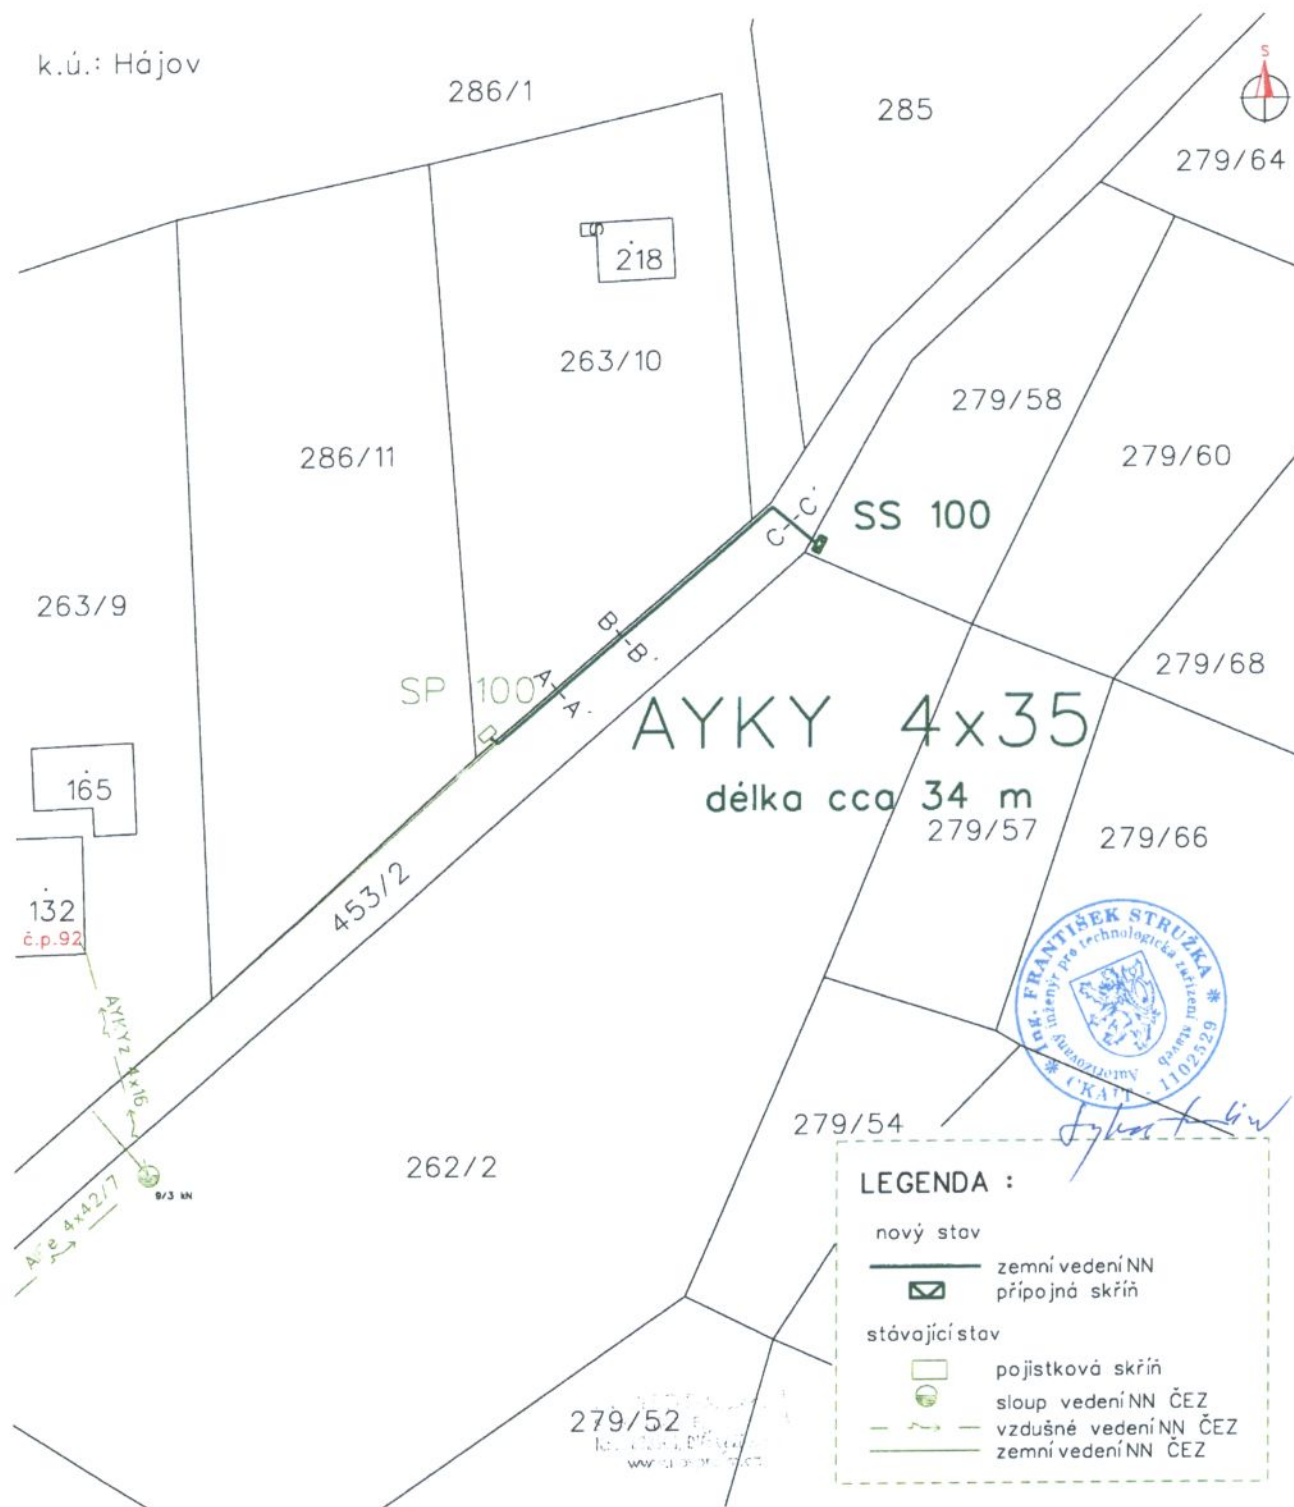 k.ú.: Hájov
286/1
285
S
279/64
218
263/10
279/58
286/11
279/60
C-C'
SS 100
263/9
B-B'
279/68
SP 100
A-A'
AYKY 4x35
délka cca 34 m
165
279/57
279/66
453/2
132
č.p.92
Ing. FRANTIŠEK STRUŽKA
Autorizovaný inženýr pro technologická zařízení staveb
ČKAIT - 1102529
AYKYz 4x16
279/54
262/2
9/3 kN
4x42/7
LEGENDA :
nový stav
zemní vedení NN
přípojná skříň
stávající stav
pojistková skříň
sloup vedení NN ČEZ
vzdušné vedení NN ČEZ
zemní vedení NN ČEZ
279/52